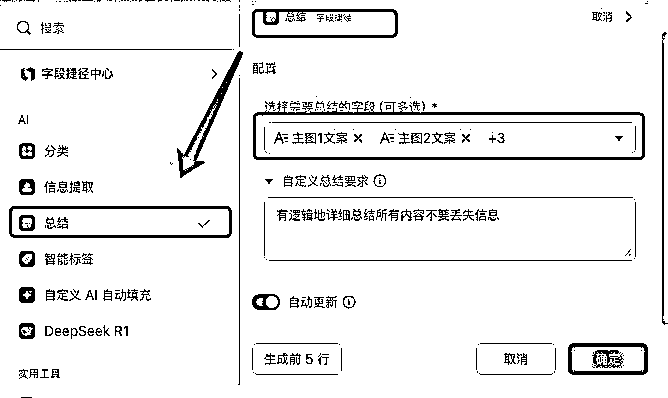 搜索
字段捷径中心
AI
分类
信息提取
总结
智能标签
自定义 AI 自动填充
DeepSeek R1
实用工具
总结 字段捷径
取消
配置
选择需要总结的字段 (可多选) *
主图1文案 × 主图2文案 × +3
自定义总结要求
有逻辑地详细总结所有内容不要丢失信息
自动更新
生成前 5 行
取消
确定